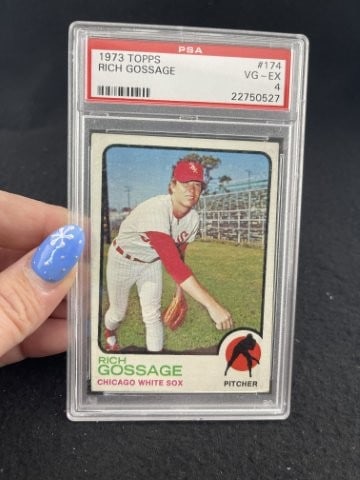 PSA
1973 TOPPS #174
RICH GOSSAGE VG-EX
4
22750527
RICH
GOSSAGE
CHICAGO WHITE SOX
PITCHER